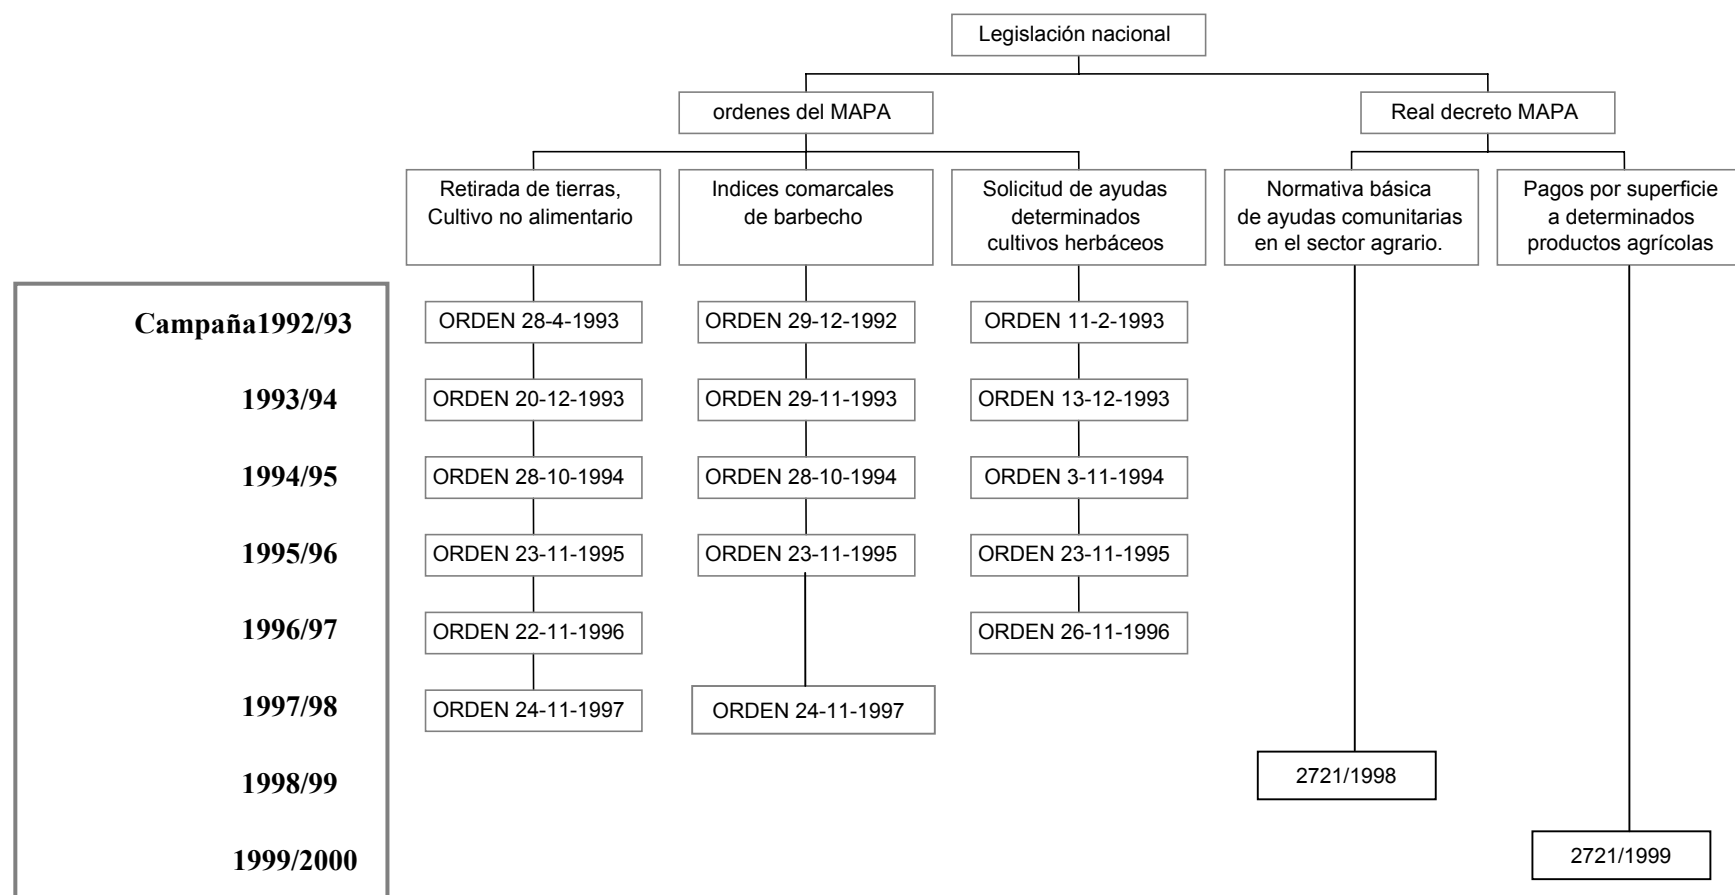 Legislación nacional
ordenes del MAPA
Real decreto MAPA
Retirada de tierras,
Cultivo no alimentario
Indices comarcales
de barbecho
Solicitud de ayudas
determinados
cultivos herbáceos
Normativa básica
de ayudas comunitarias
en el sector agrario.
Pagos por superficie
a determinados
productos agrícolas
Campaña1992/93
ORDEN 28-4-1993
ORDEN 29-12-1992
ORDEN 11-2-1993
1993/94
ORDEN 20-12-1993
ORDEN 29-11-1993
ORDEN 13-12-1993
1994/95
ORDEN 28-10-1994
ORDEN 28-10-1994
ORDEN 3-11-1994
1995/96
ORDEN 23-11-1995
ORDEN 23-11-1995
ORDEN 23-11-1995
1996/97
ORDEN 22-11-1996
ORDEN 26-11-1996
1997/98
ORDEN 24-11-1997
ORDEN 24-11-1997
1998/99
2721/1998
1999/2000
2721/1999